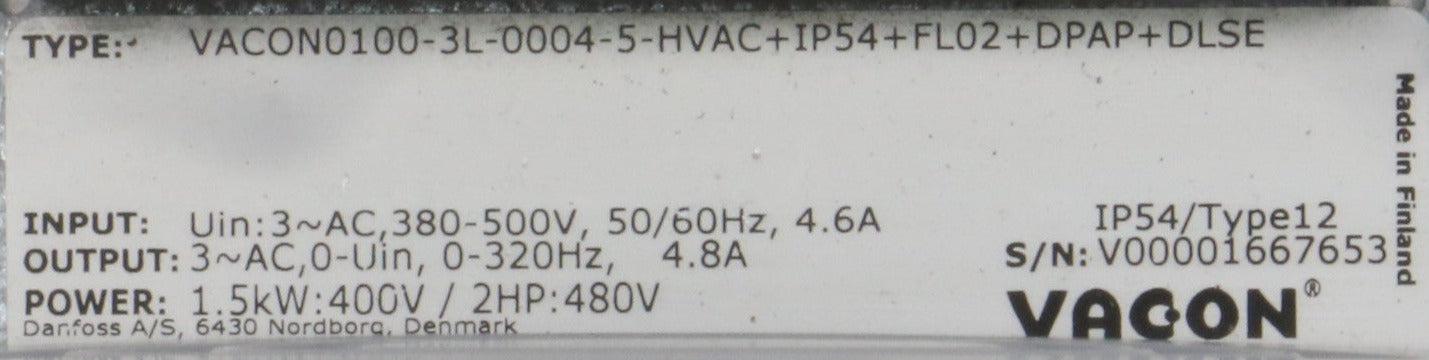 TYPE: VACON0100-3L-0004-5-HVAC+IP54+FL02+DPAP+DLSE
Made in Finland
INPUT: Uin:3~AC,380-500V, 50/60Hz, 4.6A
IP54/Type12
OUTPUT: 3~AC,0-Uin, 0-320Hz, 4.8A
S/N: V00001667653
POWER: 1.5kW:400V / 2HP:480V
VACON®
Danfoss A/S, 6430 Nordborg, Denmark